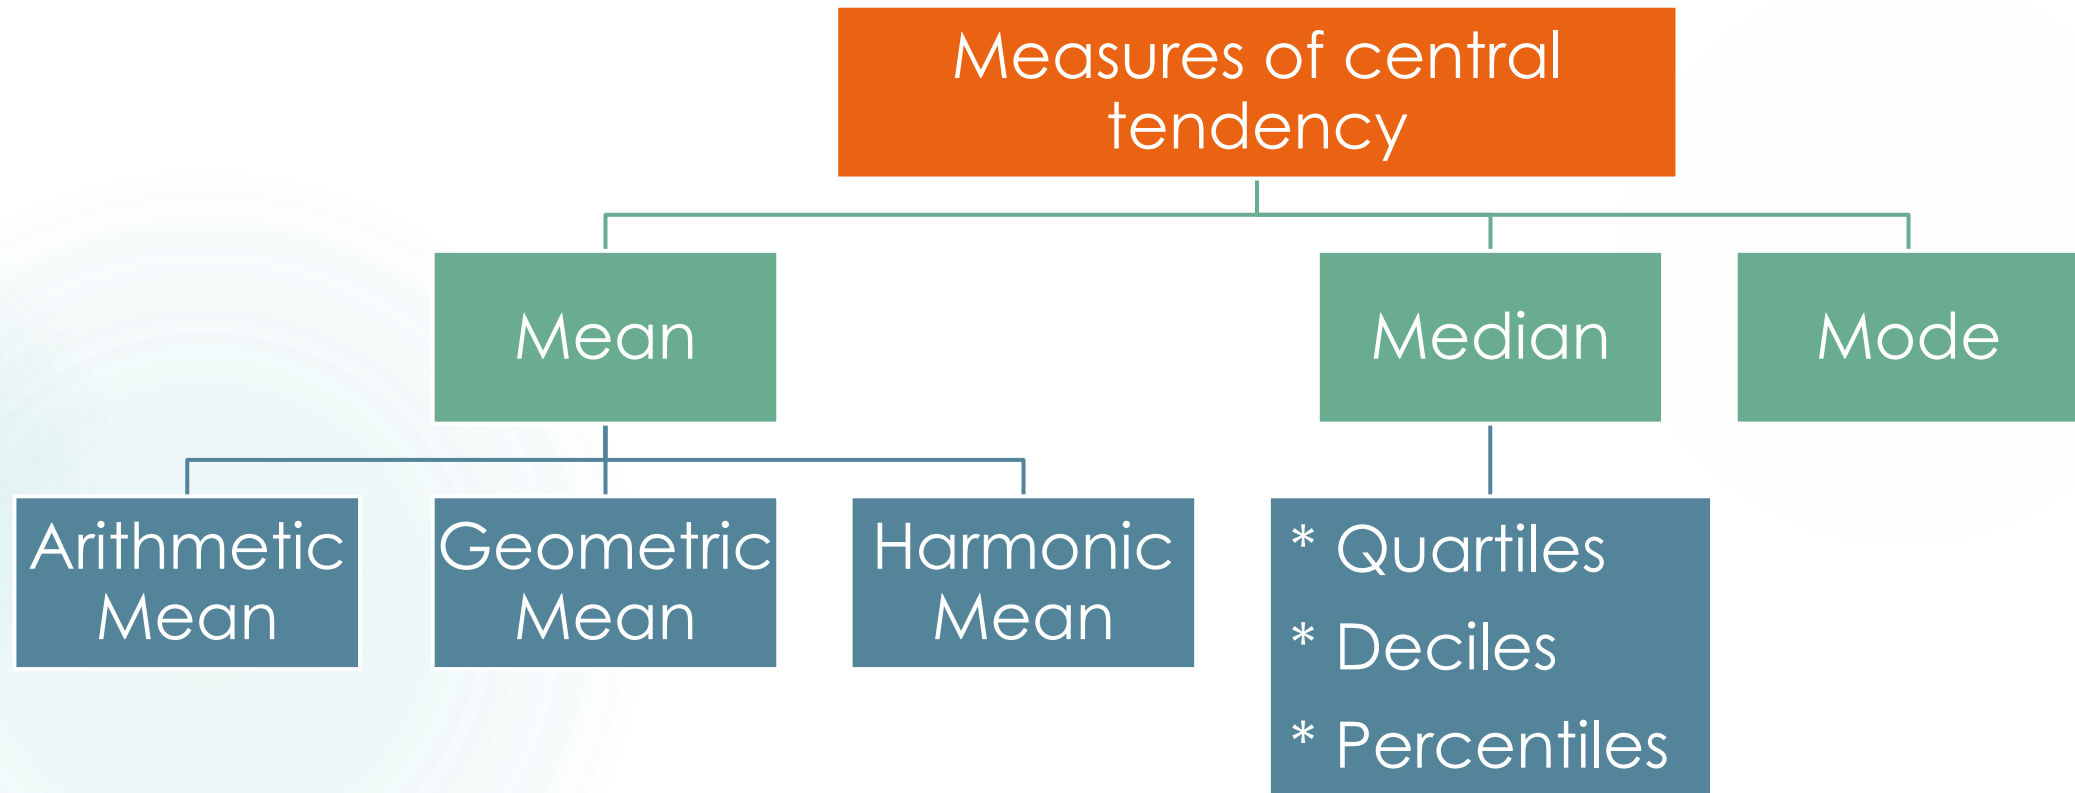 Measures of central
tendency
Mean
Median
Mode
Arithmetic
Mean
Geometric
Mean
Harmonic
Mean
* Quartiles
* Deciles
* Percentiles